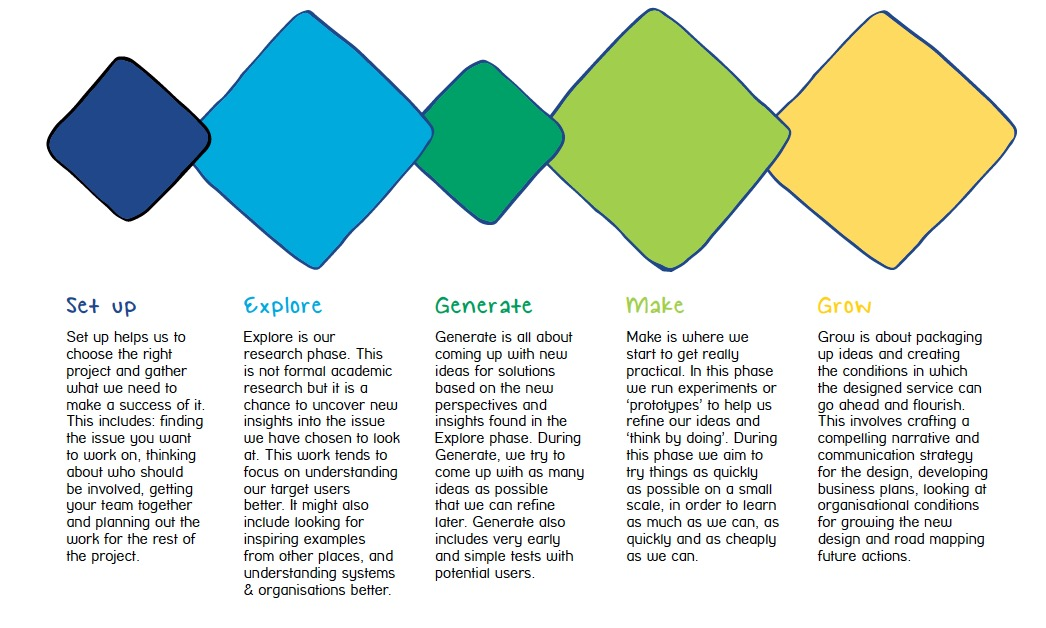 Set up
Set up helps us to
choose the right
project and gather
what we need to
make a success of it.
This includes: finding
the issue you want
to work on, thinking
about who should
be involved, getting
your team together
and planning out the
work for the rest of
the project.
Explore
Explore is our
research phase. This
is not formal academic
research but it is a
chance to uncover new
insights into the issue
we have chosen to look
at. This work tends to
focus on understanding
our target users
better. It might also
include looking for
inspiring examples
from other places, and
understanding systems
& organisations better.
Generate
Generate is all about
coming up with new
ideas for solutions
based on the new
perspectives and
insights found in the
Explore phase. During
Generate, we try to
come up with as many
ideas as possible
that we can refine
later. Generate also
includes very early
and simple tests with
potential users.
Make
Make is where we
start to get really
practical. In this phase
we run experiments or
‘prototypes’ to help us
refine our ideas and
‘think by doing’. During
this phase we aim to
try things as quickly
as possible on a small
scale, in order to learn
as much as we can, as
quickly and as cheaply
as we can.
Grow
Grow is about packaging
up ideas and creating
the conditions in which
the designed service can
go ahead and flourish.
This involves crafting a
compelling narrative and
communication strategy
for the design, developing
business plans, looking at
organisational conditions
for growing the new
design and road mapping
future actions.